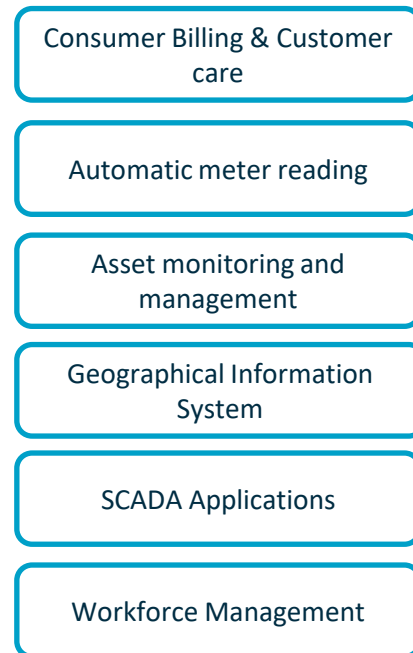 Consumer Billing & Customer
care
Automatic meter reading
Asset monitoring and
management
Geographical Information
System
SCADA Applications
Workforce Management